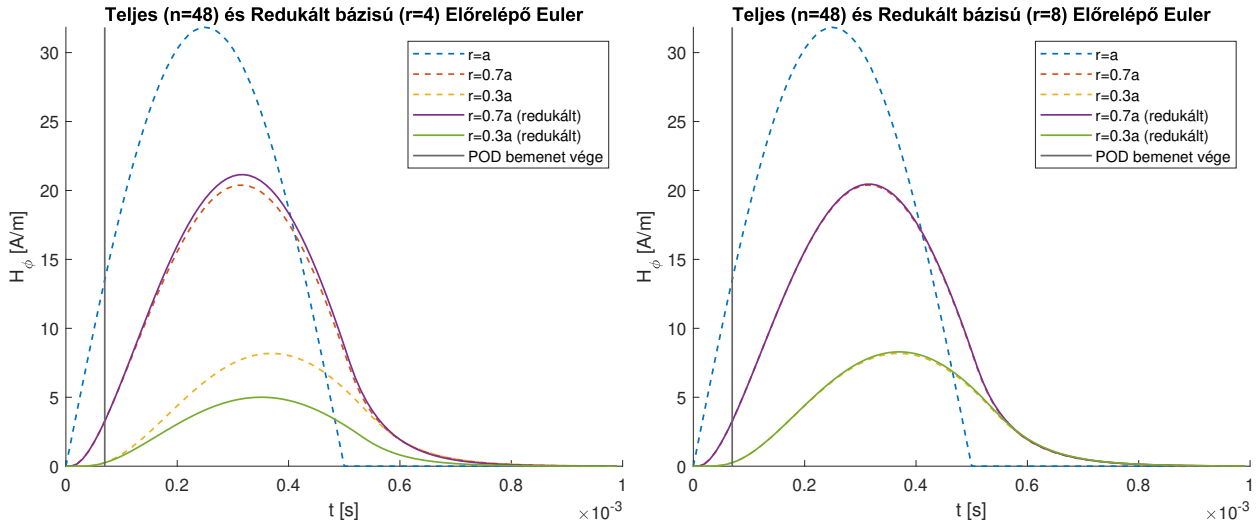 Teljes (n=48) és Redukált bázisú (r=4) Előrelépő Euler
H_ϕ [A/m]
30
25
20
15
10
5
0
0
0.2
0.4
0.6
0.8
1
×10⁻³
t [s]
r=a
r=0.7a
r=0.3a
r=0.7a (redukált)
r=0.3a (redukált)
POD bemenet vége
Teljes (n=48) és Redukált bázisú (r=8) Előrelépő Euler
H_ϕ [A/m]
30
25
20
15
10
5
0
0
0.2
0.4
0.6
0.8
1
×10⁻³
t [s]
r=a
r=0.7a
r=0.3a
r=0.7a (redukált)
r=0.3a (redukált)
POD bemenet vége